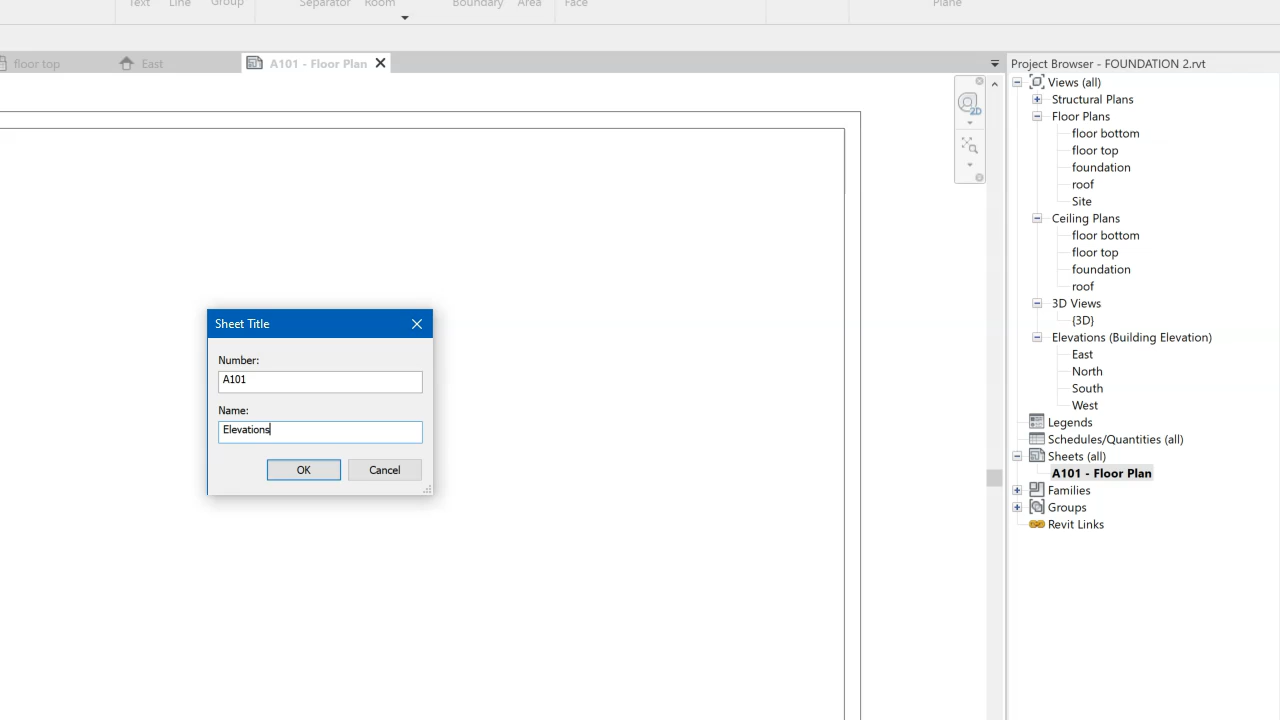 Text Line Group Separator Room Boundary Area Face Plane
floor top East A101 - Floor Plan
Project Browser - FOUNDATION 2.rvt
Views (all)
Structural Plans
Floor Plans
floor bottom
floor top
foundation
roof
Site
Ceiling Plans
floor bottom
floor top
foundation
roof
3D Views
{3D}
Elevations (Building Elevation)
East
North
South
West
Legends
Schedules/Quantities (all)
Sheets (all)
A101 - Floor Plan
Families
Groups
Revit Links
2D
Sheet Title
Number:
A101
Name:
Elevations
OK Cancel